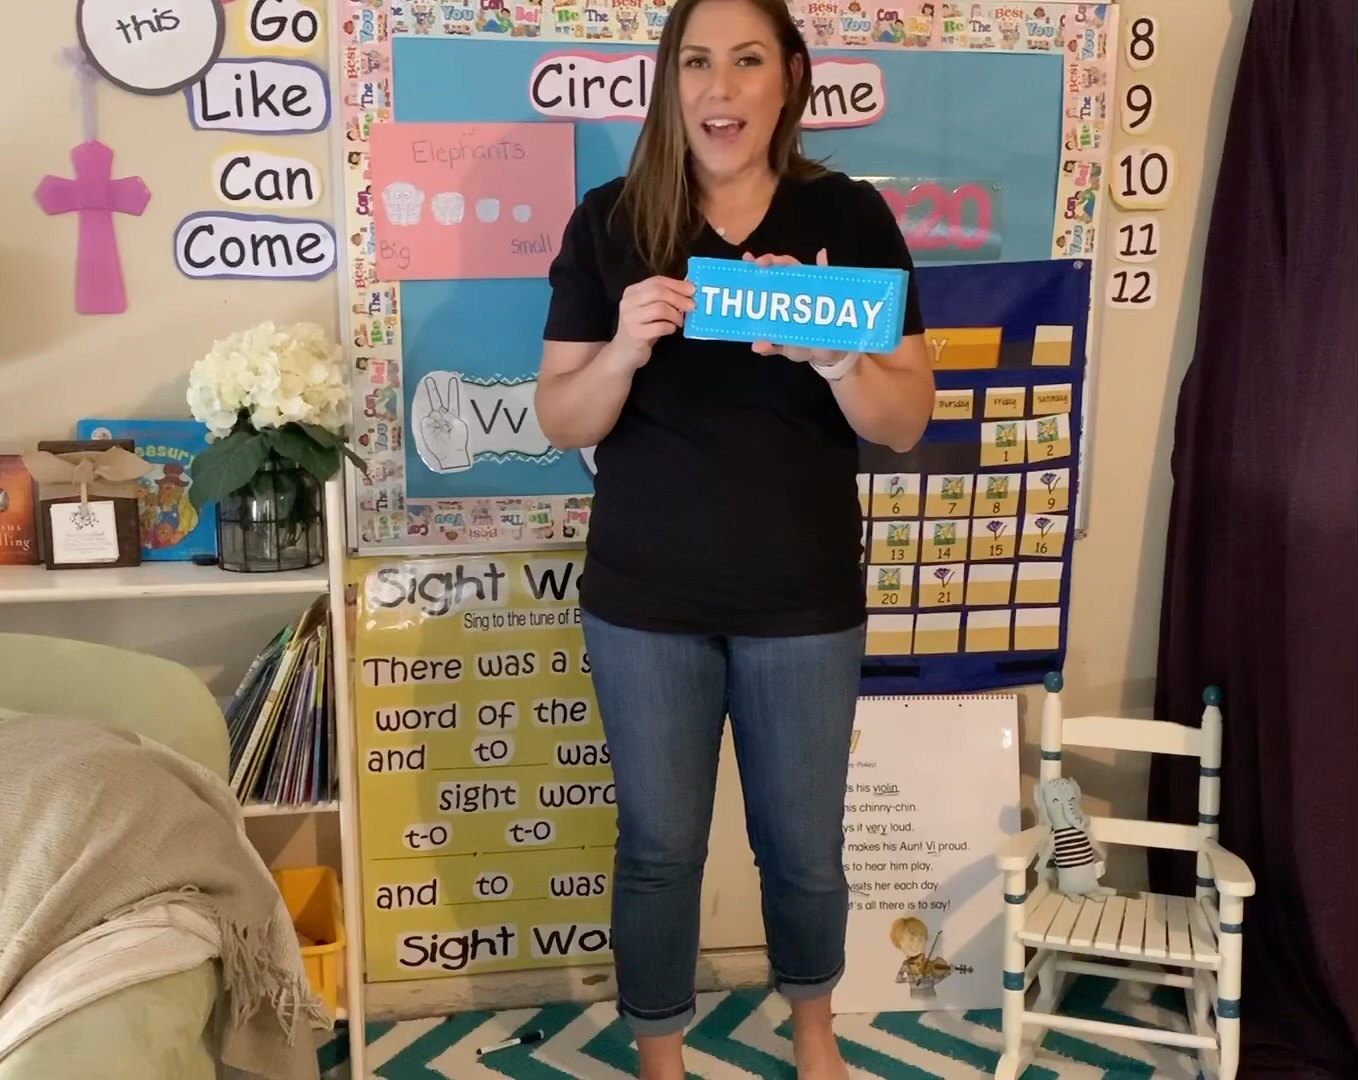 this
Go
Like
Can
Come
Circl
me
Elephants
Big
small
2020
THURSDAY
Vv
8
9
10
11
12
Y
Thursday
Friday
Saturday
1
2
6
7
8
9
13
14
15
16
20
21
Sight Wo
Sing to the tune of B
There was a s
word of the
and to was
sight word
t-o t-o
and to was
Sight Wor
y
s his violin.
his chinny-chin.
ys it very loud,
makes his Aunt Vi proud.
s to hear him play,
visits her each day
t's all there is to say!